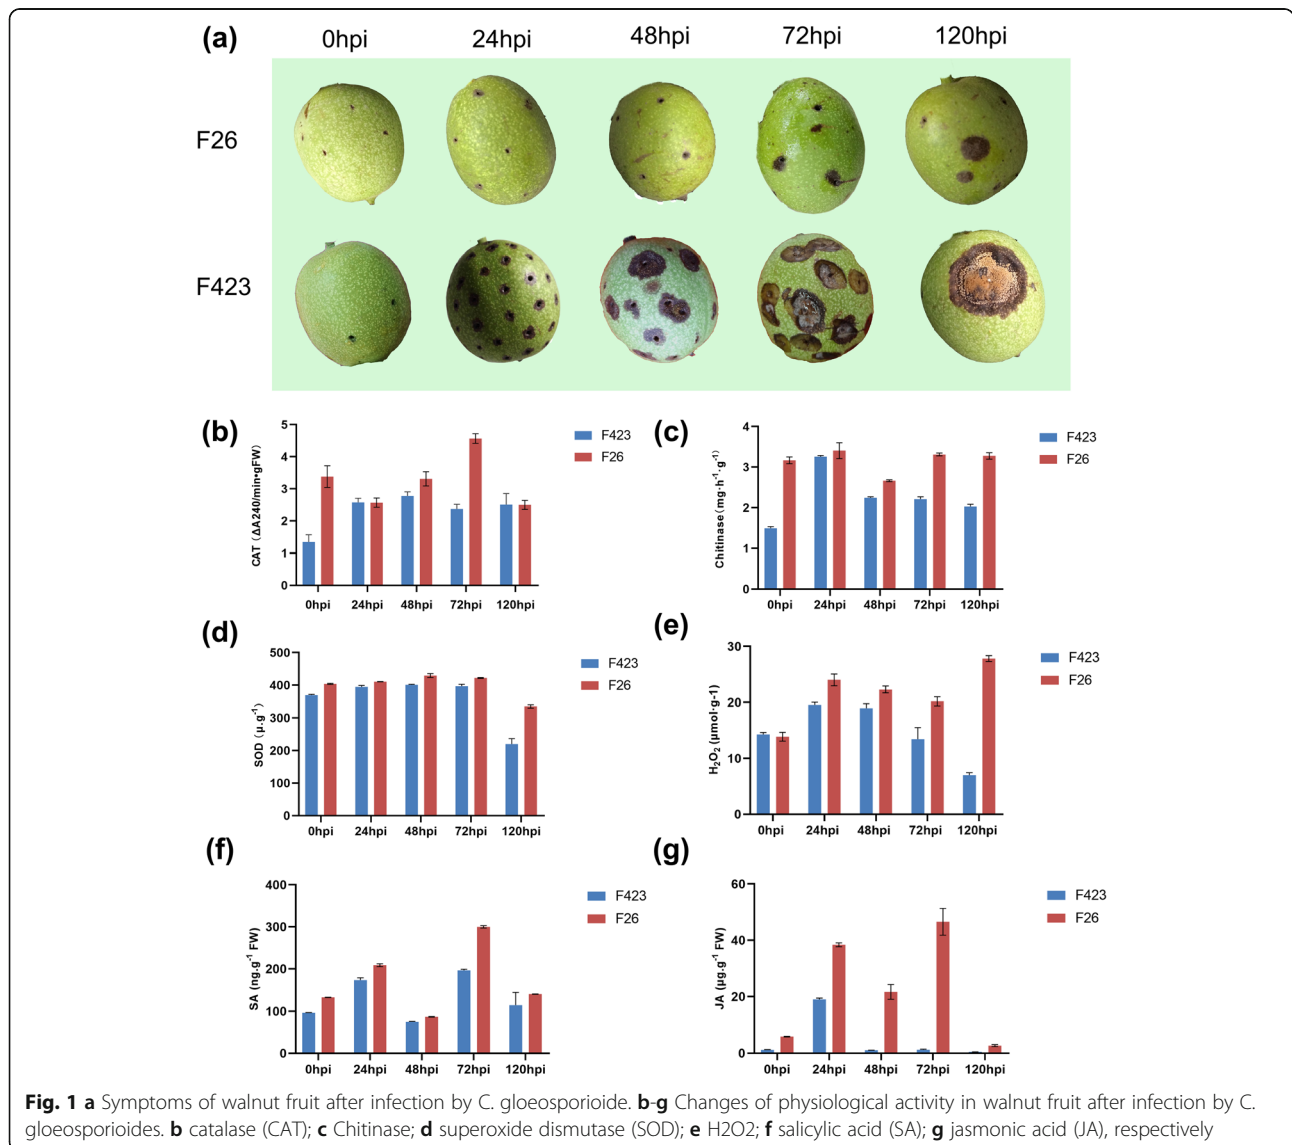 (a)
0hpi 24hpi 48hpi 72hpi 120hpi
F26
F423
(b)
CAT (ΔA240/min•gFW)
5
4
3
2
1
0
0hpi 24hpi 48hpi 72hpi 120hpi
F423
F26
(c)
Chitinase(mg·h⁻¹·g⁻¹)
4
3
2
1
0
0hpi 24hpi 48hpi 72hpi 120hpi
F423
F26
(d)
SOD (μ.g⁻¹)
500
400
300
200
100
0
0hpi 24hpi 48hpi 72hpi 120hpi
F423
F26
(e)
H₂O₂ (μmol·g-1)
30
20
10
0
0hpi 24hpi 48hpi 72hpi 120hpi
F423
F26
(f)
SA (ng.g⁻¹ FW)
400
300
200
100
0
0hpi 24hpi 48hpi 72hpi 120hpi
F423
F26
(g)
JA (μg.g⁻¹ FW)
60
40
20
0
0hpi 24hpi 48hpi 72hpi 120hpi
F423
F26
Fig. 1 a Symptoms of walnut fruit after infection by C. gloeosporioide. b-g Changes of physiological activity in walnut fruit after infection by C.
gloeosporioides. b catalase (CAT); c Chitinase; d superoxide dismutase (SOD); e H2O2; f salicylic acid (SA); g jasmonic acid (JA), respectively